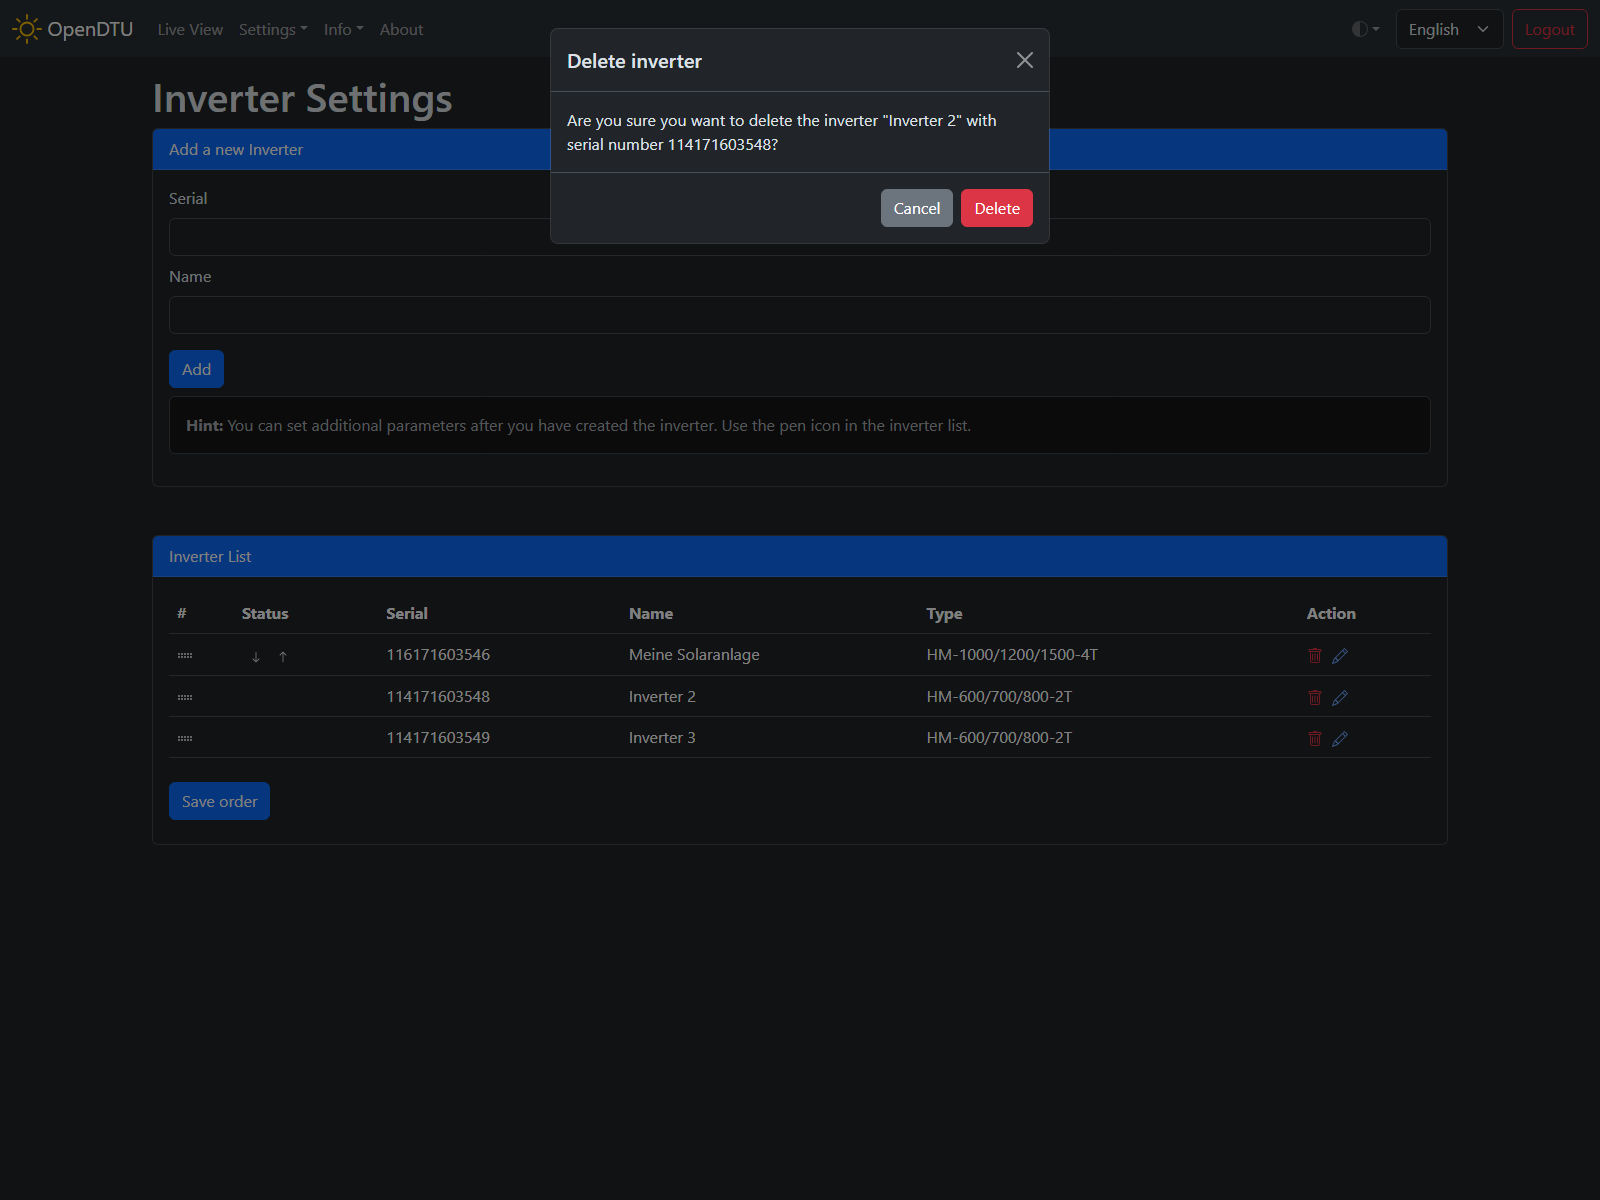 OpenDTU Live View Settings Info About English Logout
Delete inverter
Are you sure you want to delete the inverter "Inverter 2" with
serial number 114171603548?
Cancel Delete
Inverter Settings
Add a new Inverter
Serial
Name
Add
Hint: You can set additional parameters after you have created the inverter. Use the pen icon in the inverter list.
Inverter List
# Status Serial Name Type Action
116171603546 Meine Solaranlage HM-1000/1200/1500-4T
114171603548 Inverter 2 HM-600/700/800-2T
114171603549 Inverter 3 HM-600/700/800-2T
Save order